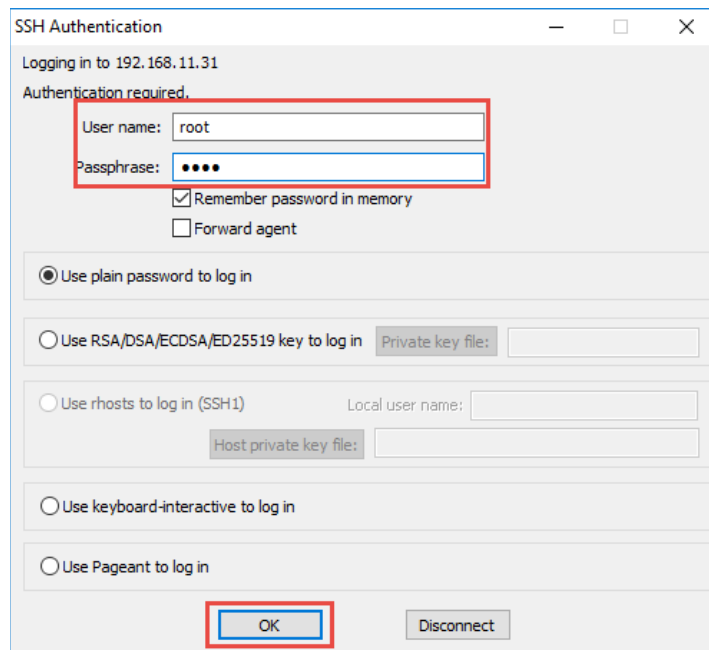 SSH Authentication
Logging in to 192.168.11.31
Authentication required.
User name: root
Passphrase: ●●●●
Remember password in memory
Forward agent
Use plain password to log in
Use RSA/DSA/ECDSA/ED25519 key to log in Private key file:
Use rhosts to log in (SSH1) Local user name:
Host private key file:
Use keyboard-interactive to log in
Use Pageant to log in
OK Disconnect